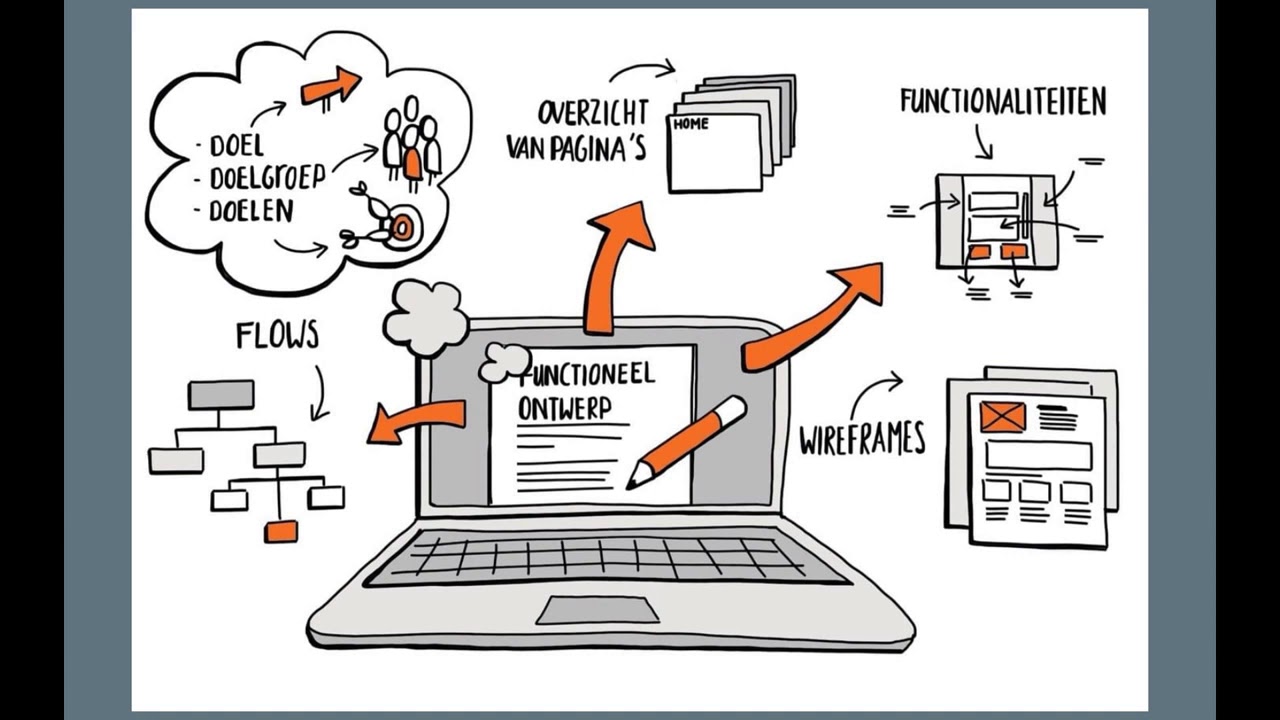 - DOEL
- DOELGROEP
- DOELEN
OVERZICHT
VAN PAGINA'S
HOME
FUNCTIONALITEITEN
FLOWS
FUNCTIONEEL
ONTWERP
WIREFRAMES